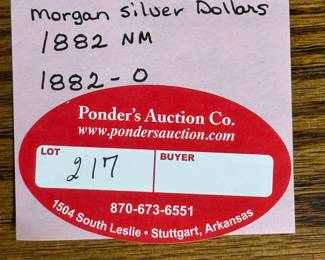 morgan silver Dollars
1882 NM
1882-O
Ponder's Auction Co.
www.pondersauction.com
LOT BUYER
217
870-673-6551
1504 South Leslie • Stuttgart, Arkansas